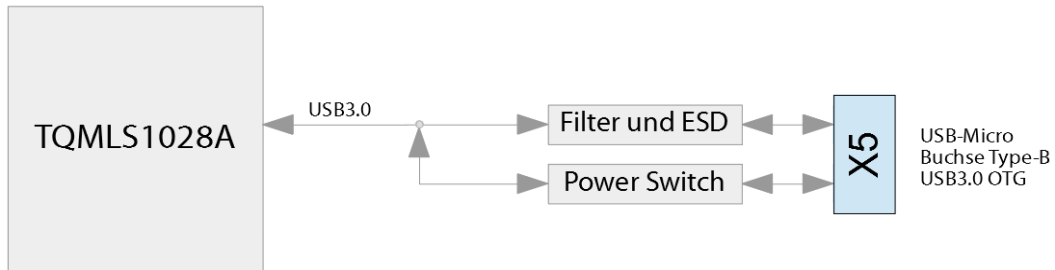 TQMLS1028A
USB3.0
Filter und ESD
Power Switch
X5
USB-Micro
Buchse Type-B
USB3.0 OTG